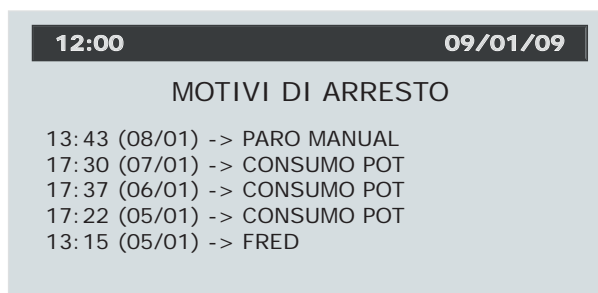 12:00 09/01/09
MOTIVI DI ARRESTO
13:43 (08/01) -> PARO MANUAL
17:30 (07/01) -> CONSUMO POT
17:37 (06/01) -> CONSUMO POT
17:22 (05/01) -> CONSUMO POT
13:15 (05/01) -> FRED